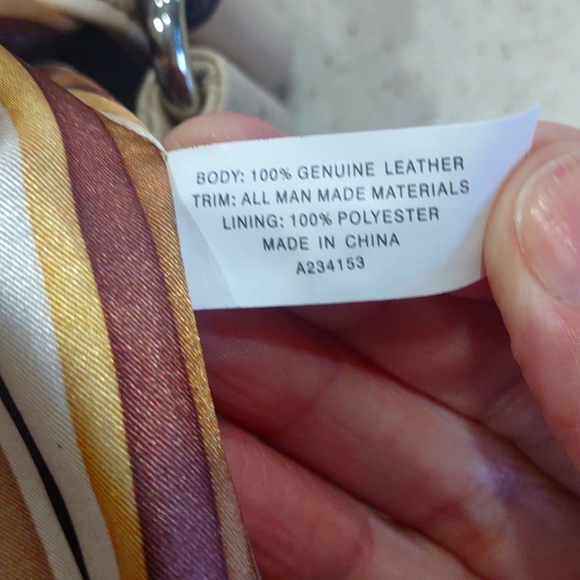 BODY: 100% GENUINE LEATHER
TRIM: ALL MAN MADE MATERIALS
LINING: 100% POLYESTER
MADE IN CHINA
A234153